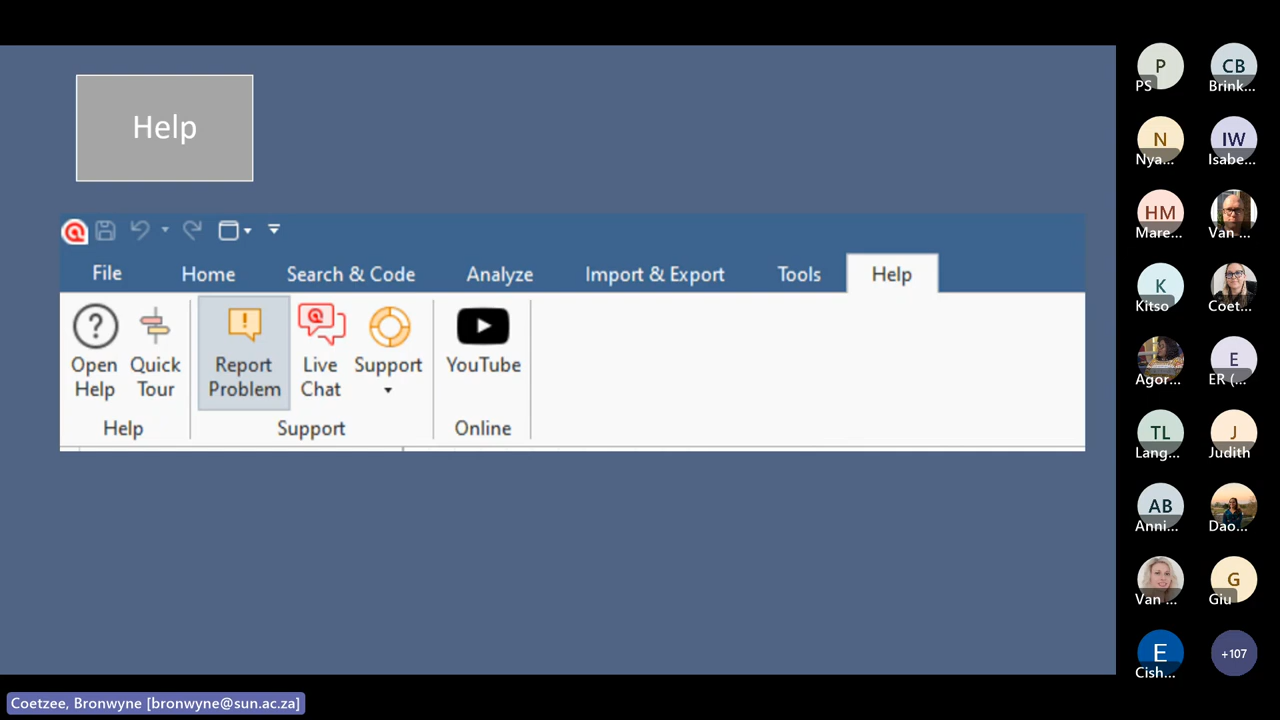 Help
File Home Search & Code Analyze Import & Export Tools Help
Open Help
Quick Tour
Report Problem
Live Chat
Support
YouTube
Help Support Online
P
PS
CB
Brink...
N
Nya...
IW
Isabe...
HM
Mare...
Van ...
K
Kitso
Coet...
Agor...
E
ER (...
TL
Lang...
J
Judith
AB
Anni...
Dao...
Van ...
G
Giu
E
Cish...
+107
Coetzee, Bronwyne [bronwyne@sun.ac.za]